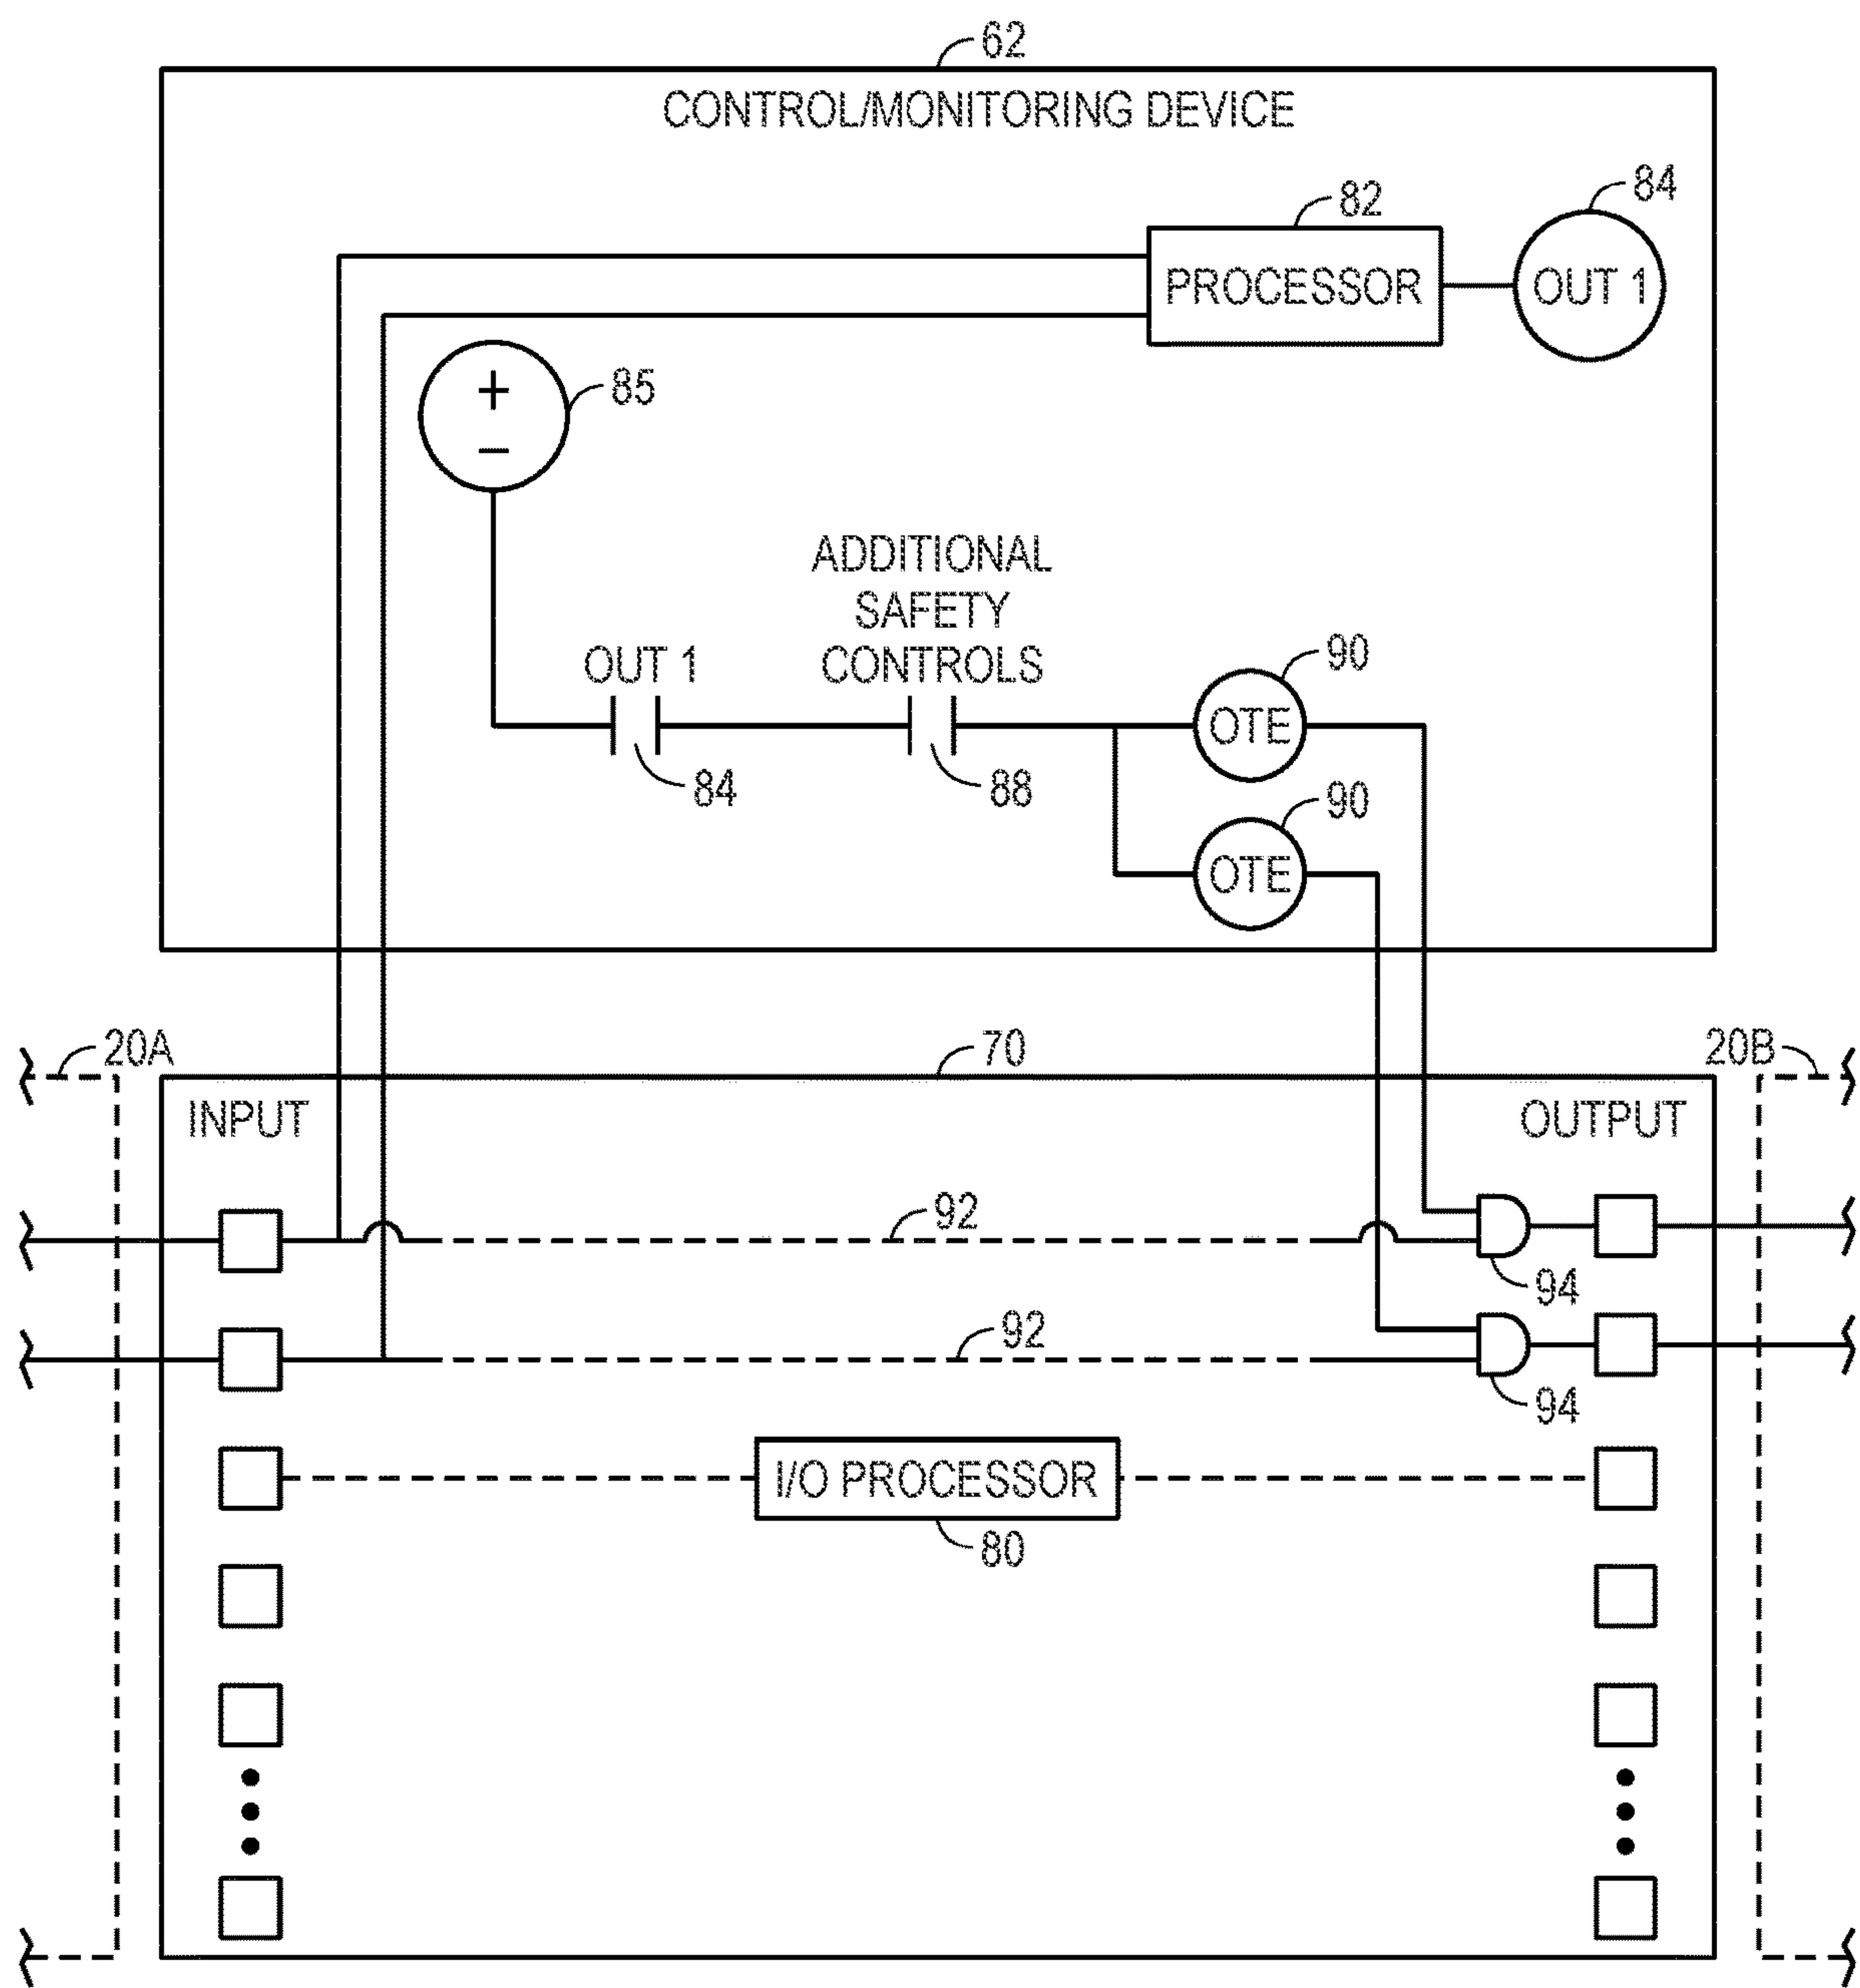 62
CONTROL/MONITORING DEVICE
82
84
PROCESSOR
OUT 1
+
−
85
ADDITIONAL
SAFETY
CONTROLS
OUT 1
84
88
90
OTE
90
OTE
20A
70
20B
INPUT
OUTPUT
92
94
92
94
I/O PROCESSOR
80